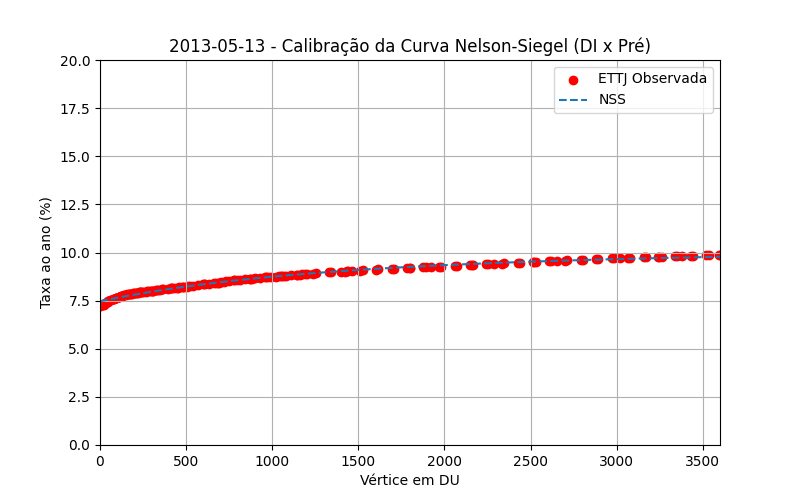 2013-05-13 - Calibração da Curva Nelson-Siegel (DI x Pré)
ETTJ Observada
NSS
Taxa ao ano (%)
20.0
17.5
15.0
12.5
10.0
7.5
5.0
2.5
0.0
0 500 1000 1500 2000 2500 3000 3500
Vértice em DU